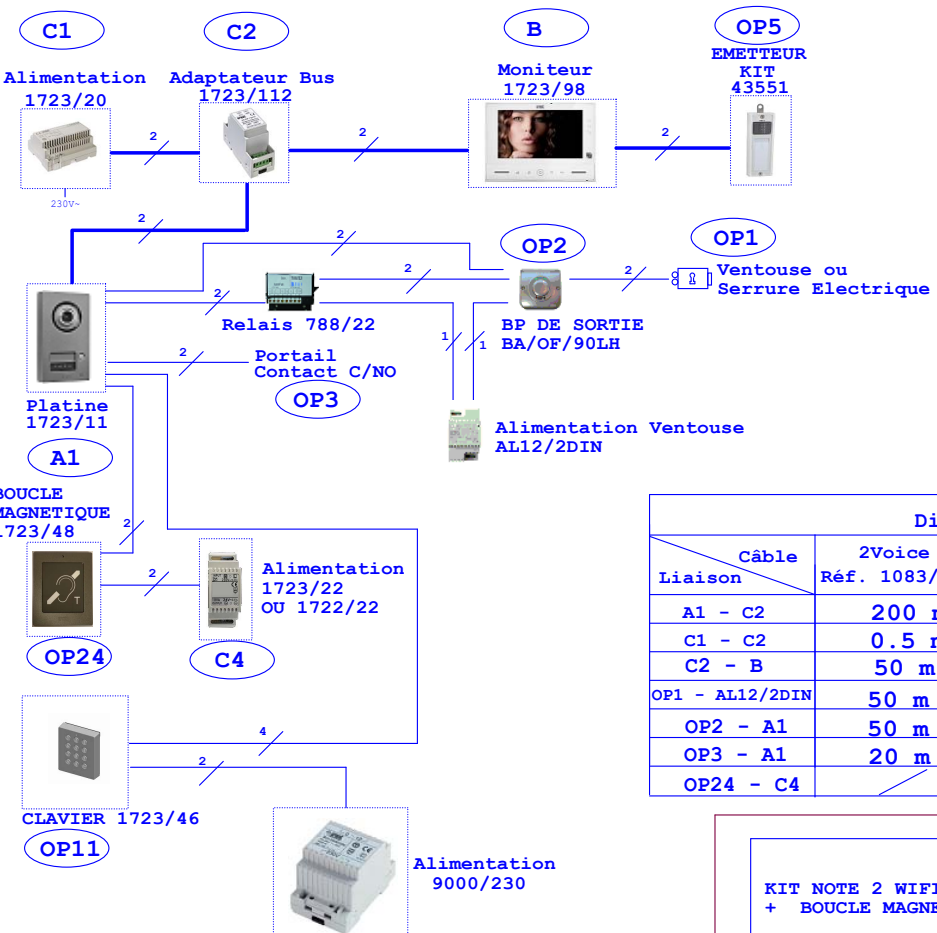 C1
C2
B
OP5
EMETTEUR
KIT
43551
Alimentation
1723/20
Adaptateur Bus
1723/112
Moniteur
1723/98
2
2
2
230V~
2
2
OP2
OP1
2
2
2
Ventouse ou
Serrure Electrique
Relais 788/22
BP DE SORTIE
BA/OF/90LH
1
1
2
Portail
Contact C/NO
OP3
Platine
1723/11
A1
Alimentation Ventouse
AL12/2DIN
BOUCLE
MAGNETIQUE
1723/48
2
2
Alimentation
1723/22
OU 1722/22
OP24
C4
4
2
CLAVIER 1723/46
OP11
Alimentation
9000/230
Di
Câble
Liaison
2Voice
Réf. 1083/
A1 - C2
200
C1 - C2
0.5
C2 - B
50 m
OP1 - AL12/2DIN
50 m
OP2 - A1
50 m
OP3 - A1
20 m
OP24 - C4
KIT NOTE 2 WIFI
+ BOUCLE MAGNE